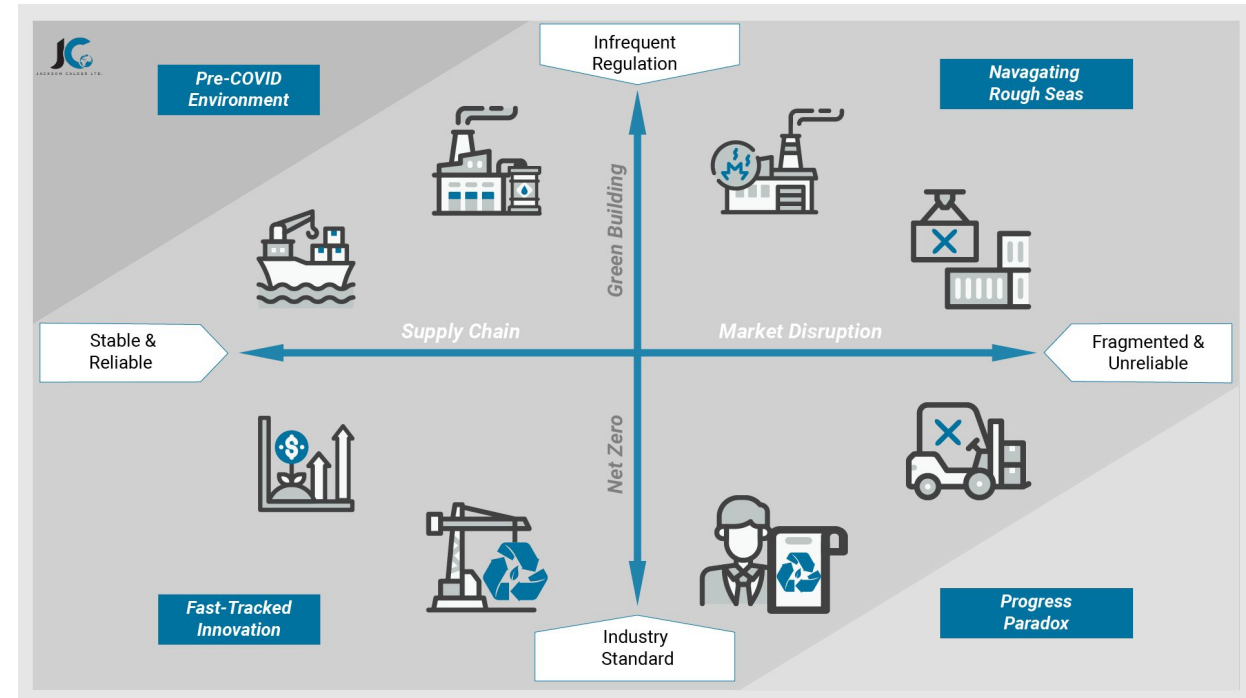 JC
JACKSON CALDER LTD.
Pre-COVID
Environment
Infrequent
Regulation
Navagating
Rough Seas
Green Building
Stable &
Reliable
Supply Chain
Market Disruption
Fragmented &
Unreliable
Net Zero
$
Fast-Tracked
Innovation
Industry
Standard
Progress
Paradox